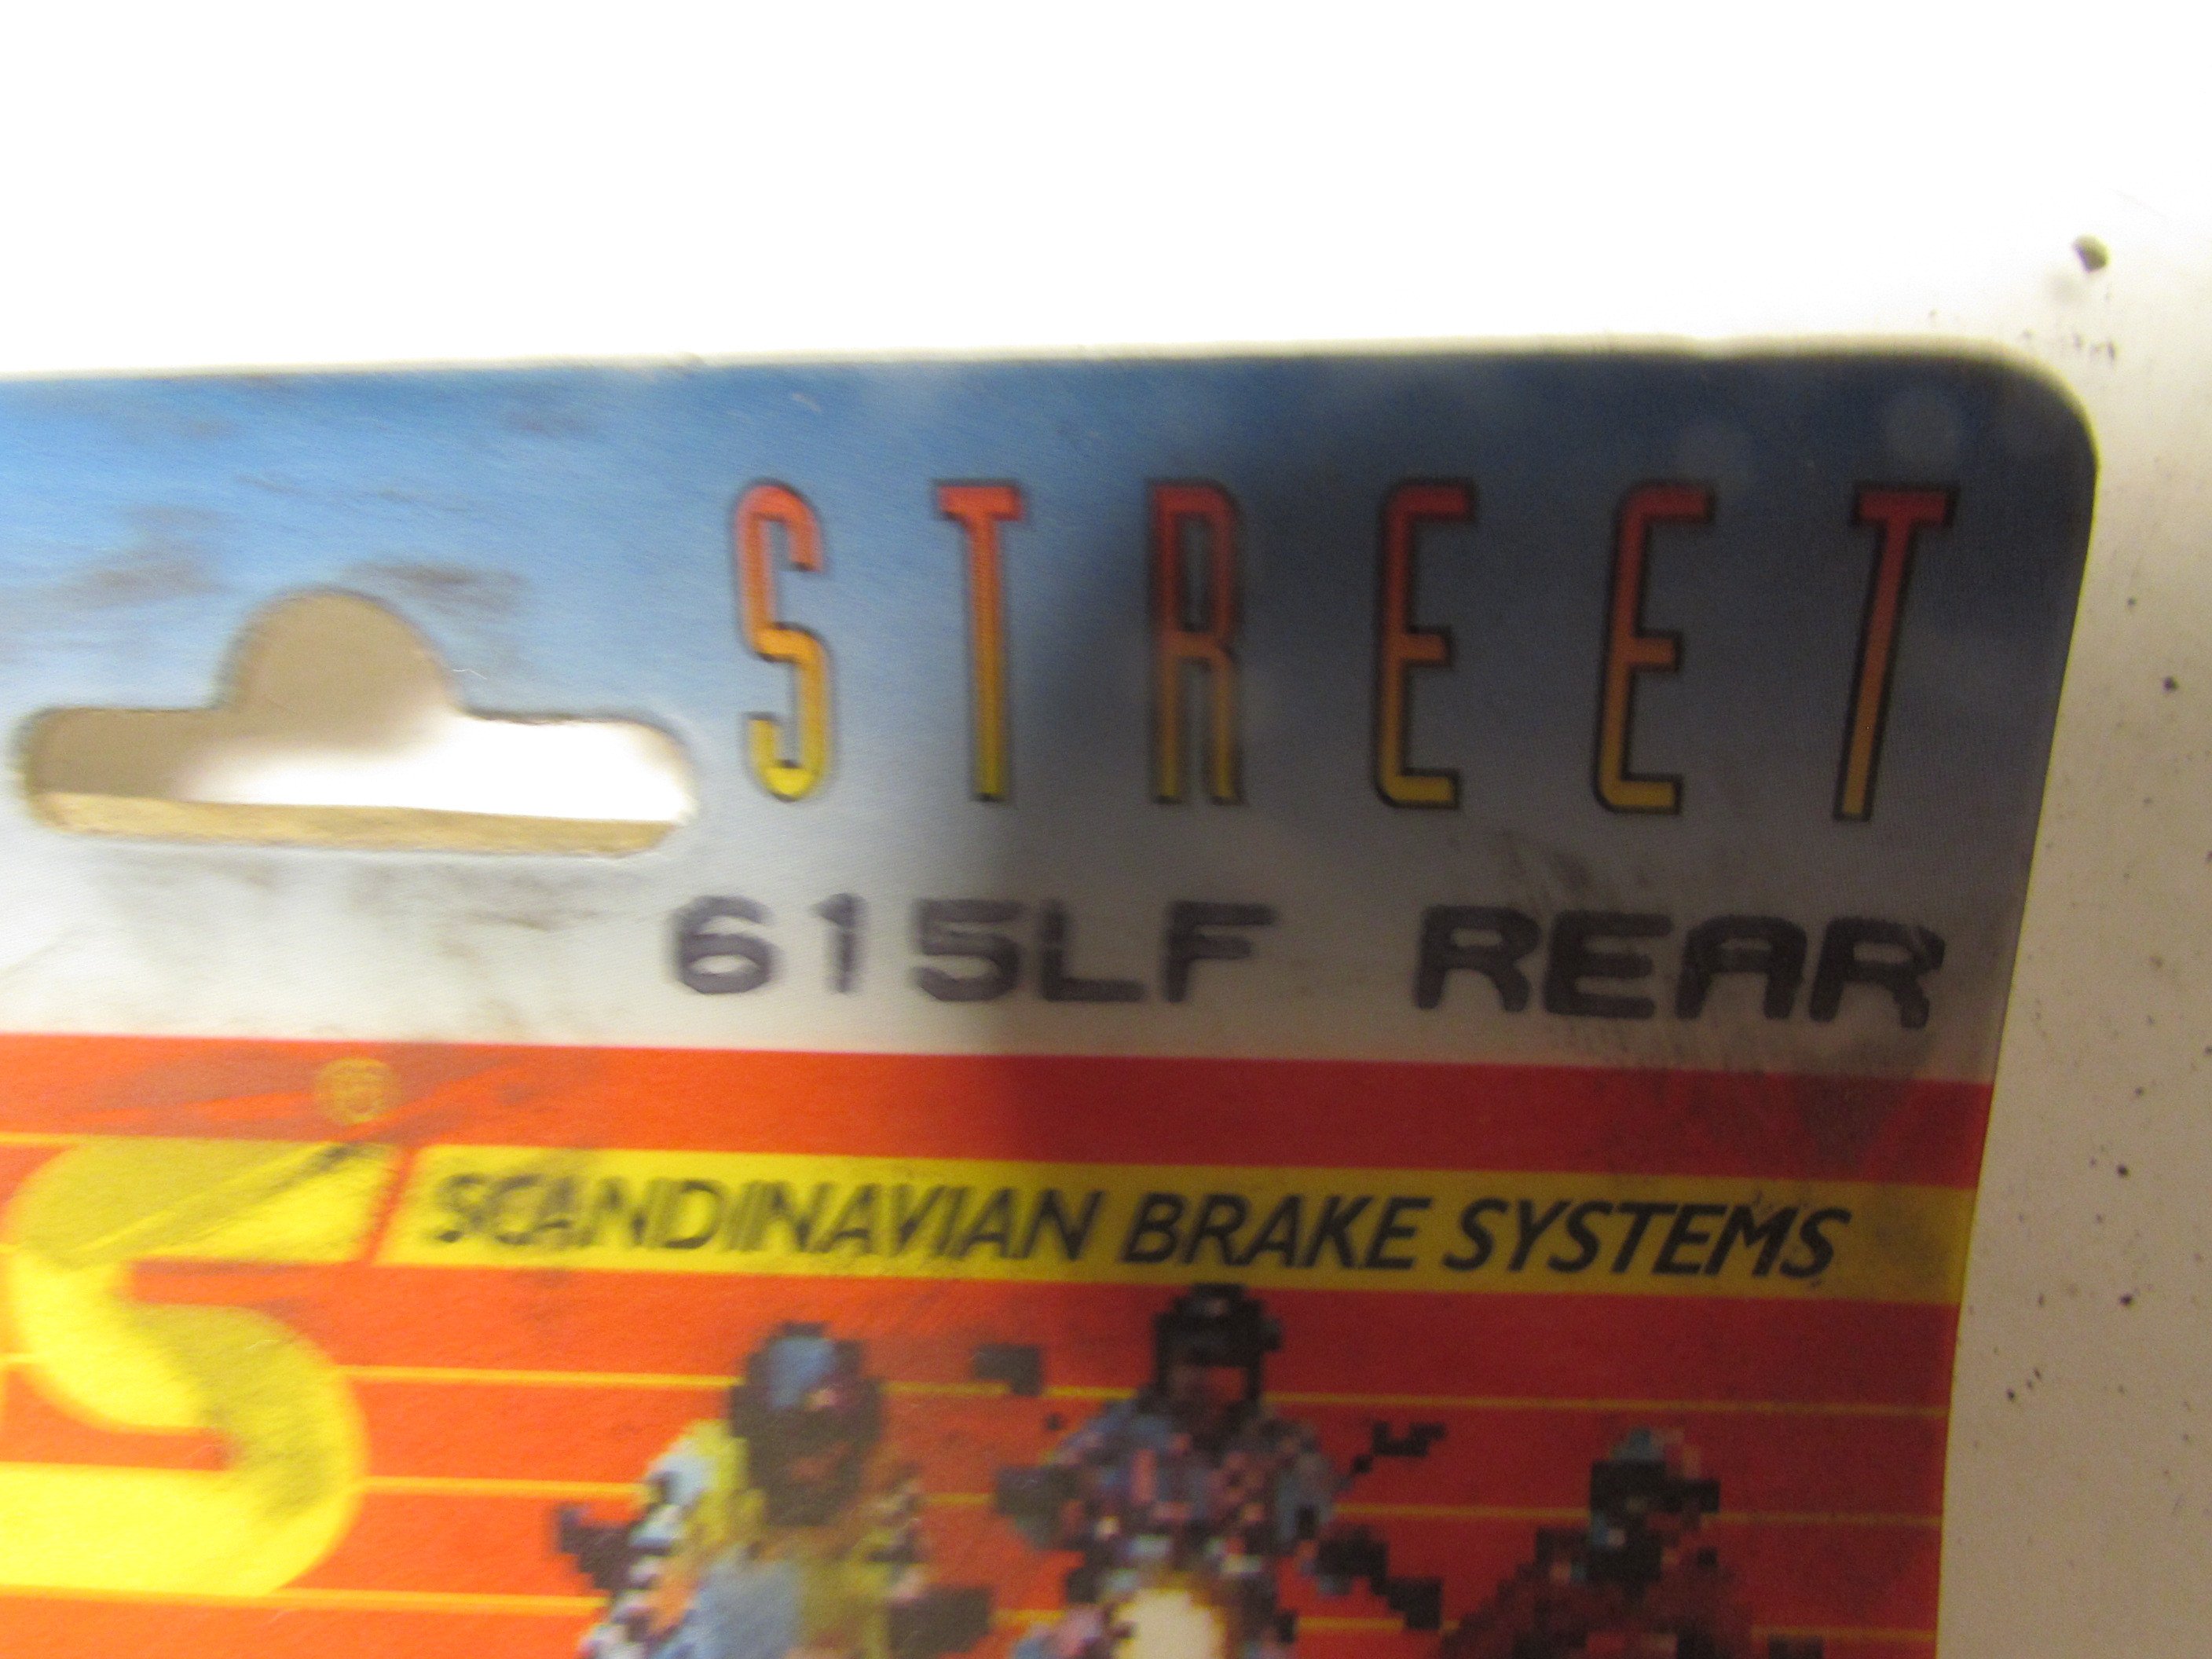 STREET
615LF REAR
S®
SCANDINAVIAN BRAKE SYSTEMS